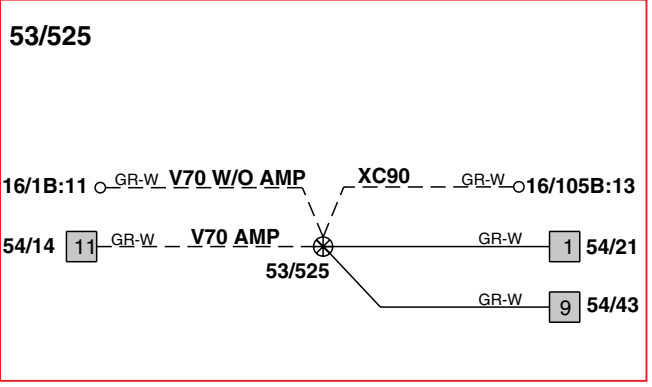 53/525
16/1B:11 GR-W V70 W/O AMP XC90 GR-W 16/105B:13
54/14 11 GR-W V70 AMP GR-W 1 54/21
53/525
GR-W 9 54/43